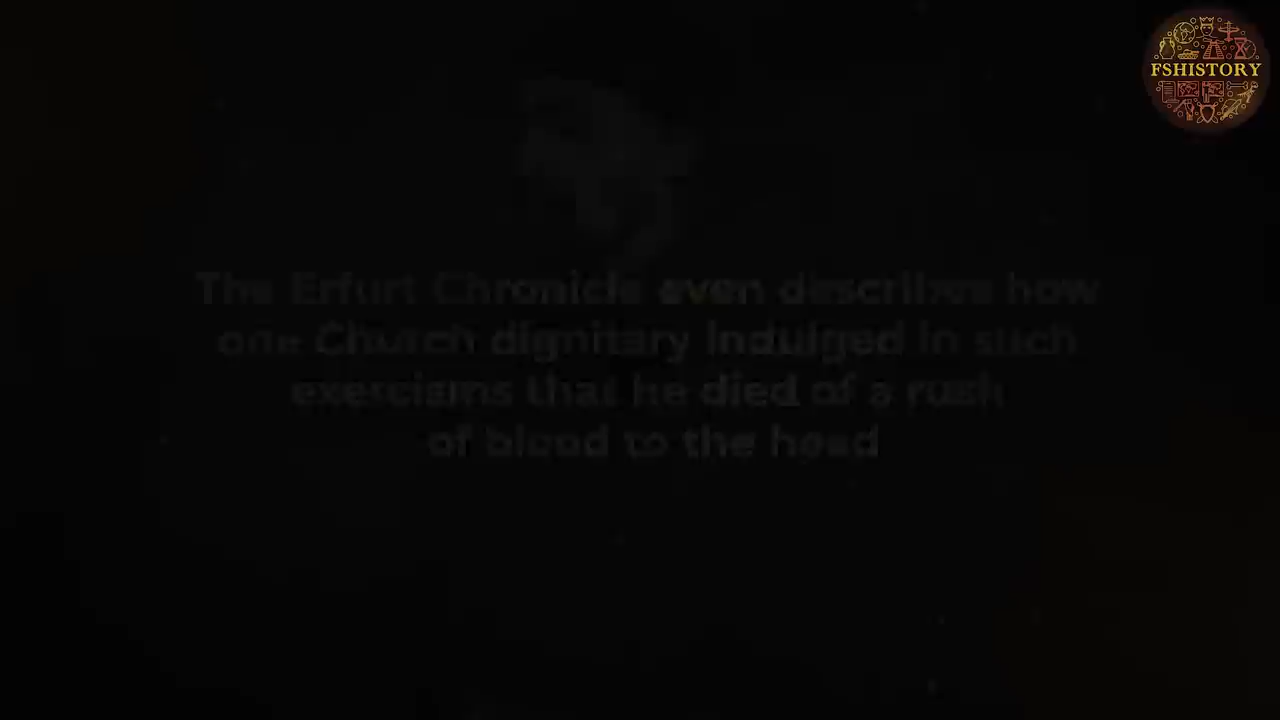 FSHISTORY
The Erfurt Chronicle even describes how
one Church dignitary indulged in such
exercisms that he died of a rush
of blood to the head